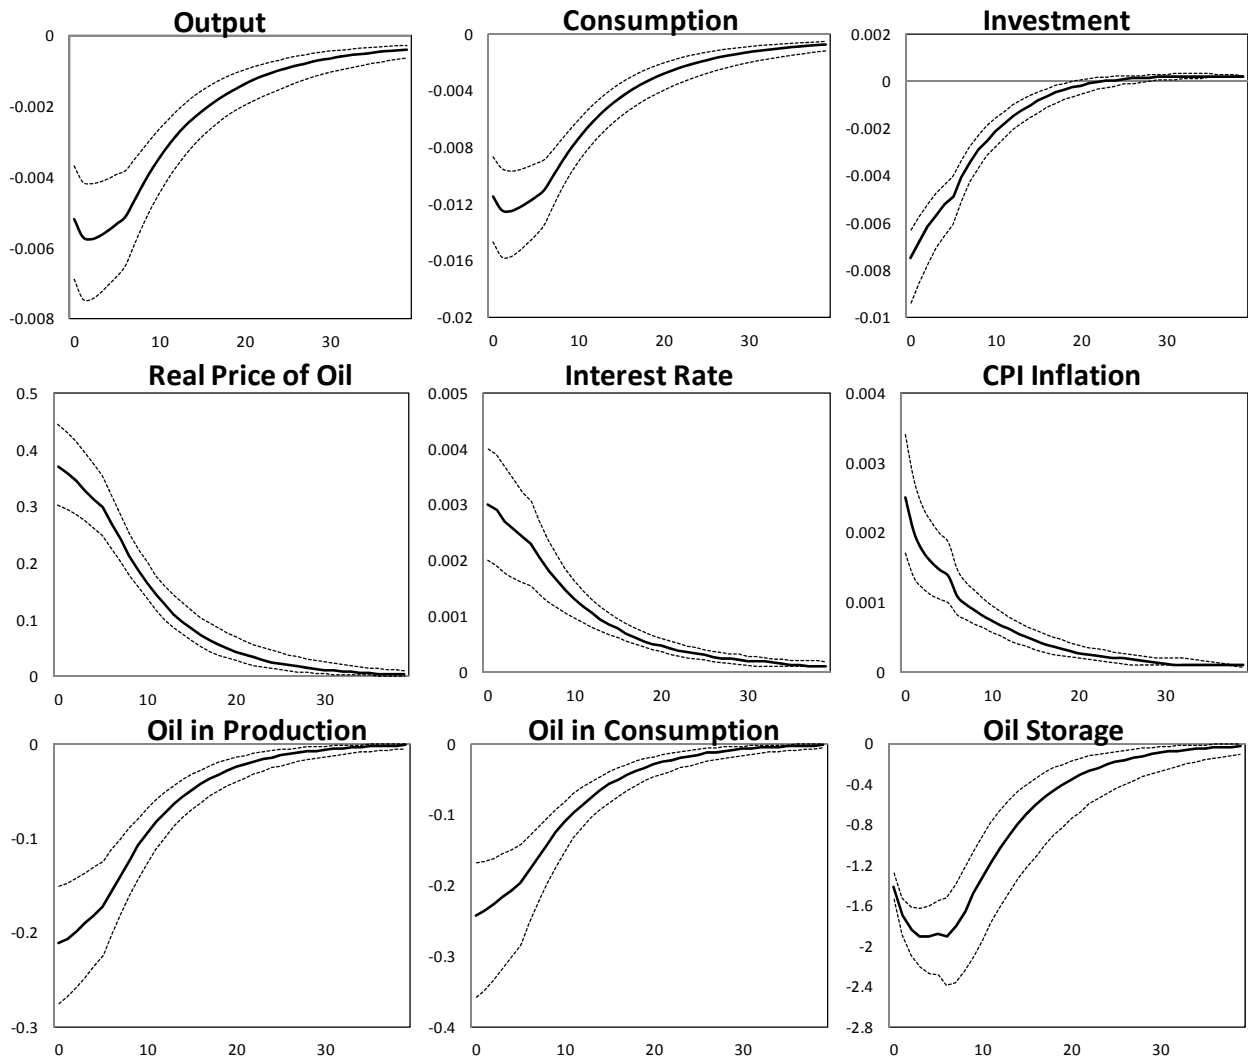 Output
0
-0.002
-0.004
-0.006
-0.008
0 10 20 30
Consumption
0
-0.004
-0.008
-0.012
-0.016
-0.02
0 10 20 30
Investment
0.002
0
-0.002
-0.004
-0.006
-0.008
-0.01
0 10 20 30
Real Price of Oil
0.5
0.4
0.3
0.2
0.1
0
0 10 20 30
Interest Rate
0.005
0.004
0.003
0.002
0.001
0
0 10 20 30
CPI Inflation
0.004
0.003
0.002
0.001
0
0 10 20 30
Oil in Production
0
-0.1
-0.2
-0.3
0 10 20 30
Oil in Consumption
0
-0.1
-0.2
-0.3
-0.4
0 10 20 30
Oil Storage
0
-0.4
-0.8
-1.2
-1.6
-2
-2.4
-2.8
0 10 20 30